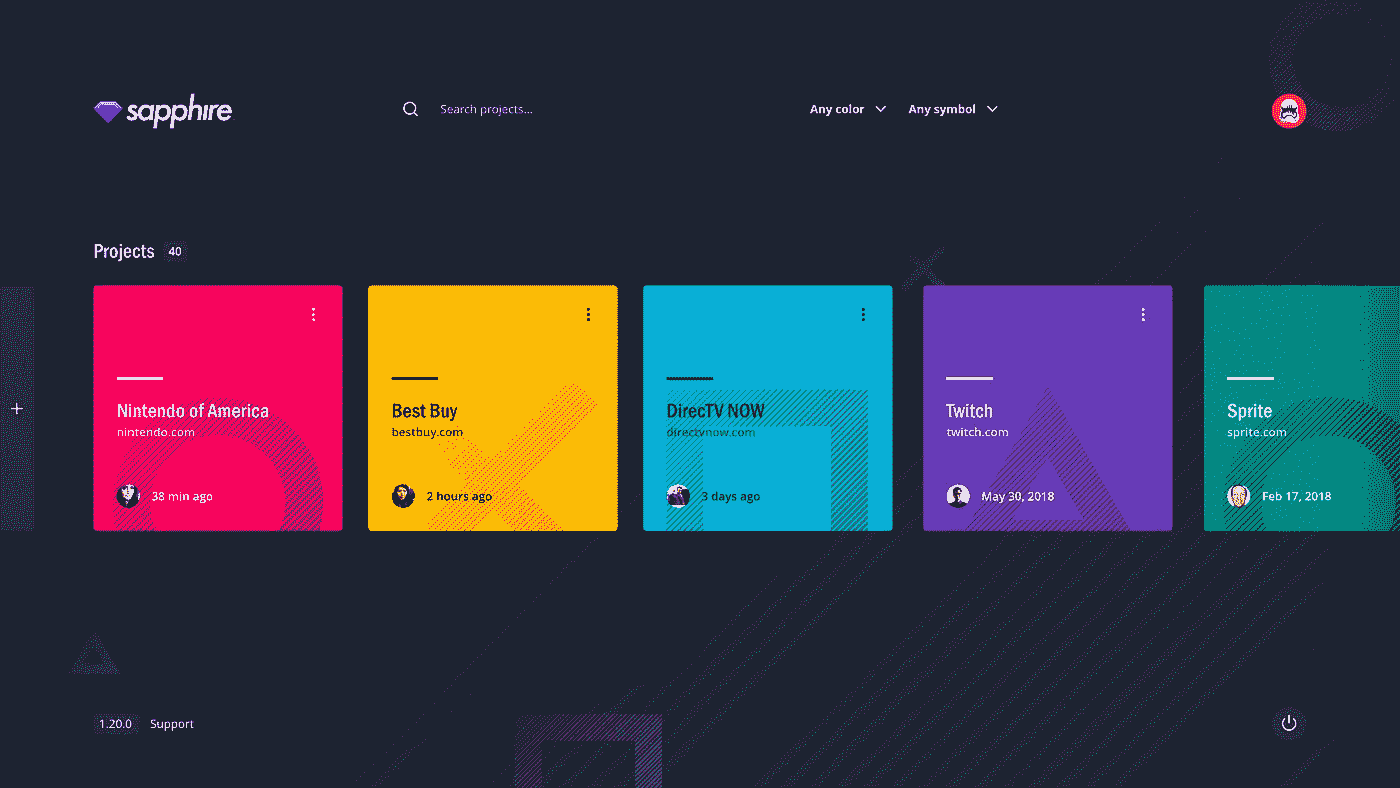 sapphire
Search projects...
Any color
Any symbol
Projects 40
Nintendo of America
nintendo.com
38 min ago
Best Buy
bestbuy.com
2 hours ago
DirecTV NOW
directvnow.com
3 days ago
Twitch
twitch.com
May 30, 2018
Sprite
sprite.com
Feb 17, 2018
1.20.0 Support